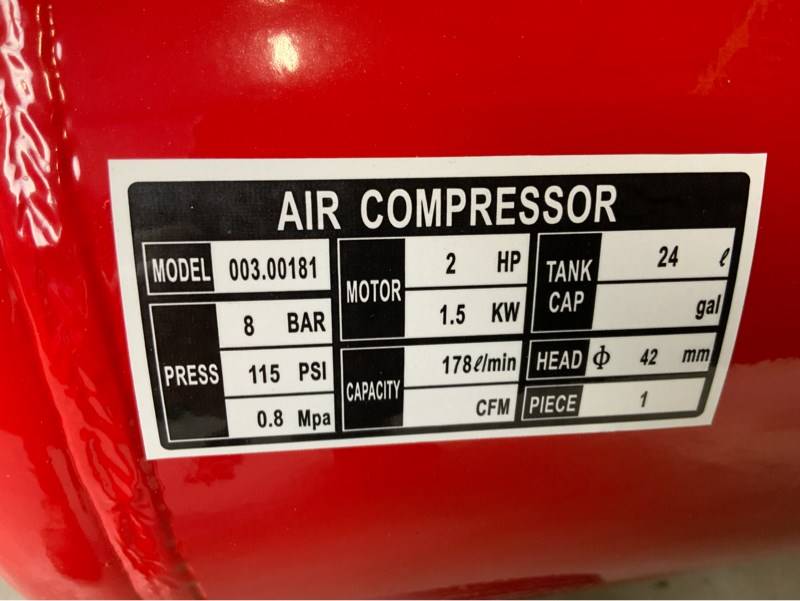 AIR COMPRESSOR
MODEL 003.00181
PRESS
8 BAR
115 PSI
0.8 Mpa
MOTOR
2 HP
1.5 KW
CAPACITY
178ℓ/min
CFM
TANK CAP
24 ℓ
gal
HEAD Φ 42 mm
PIECE 1